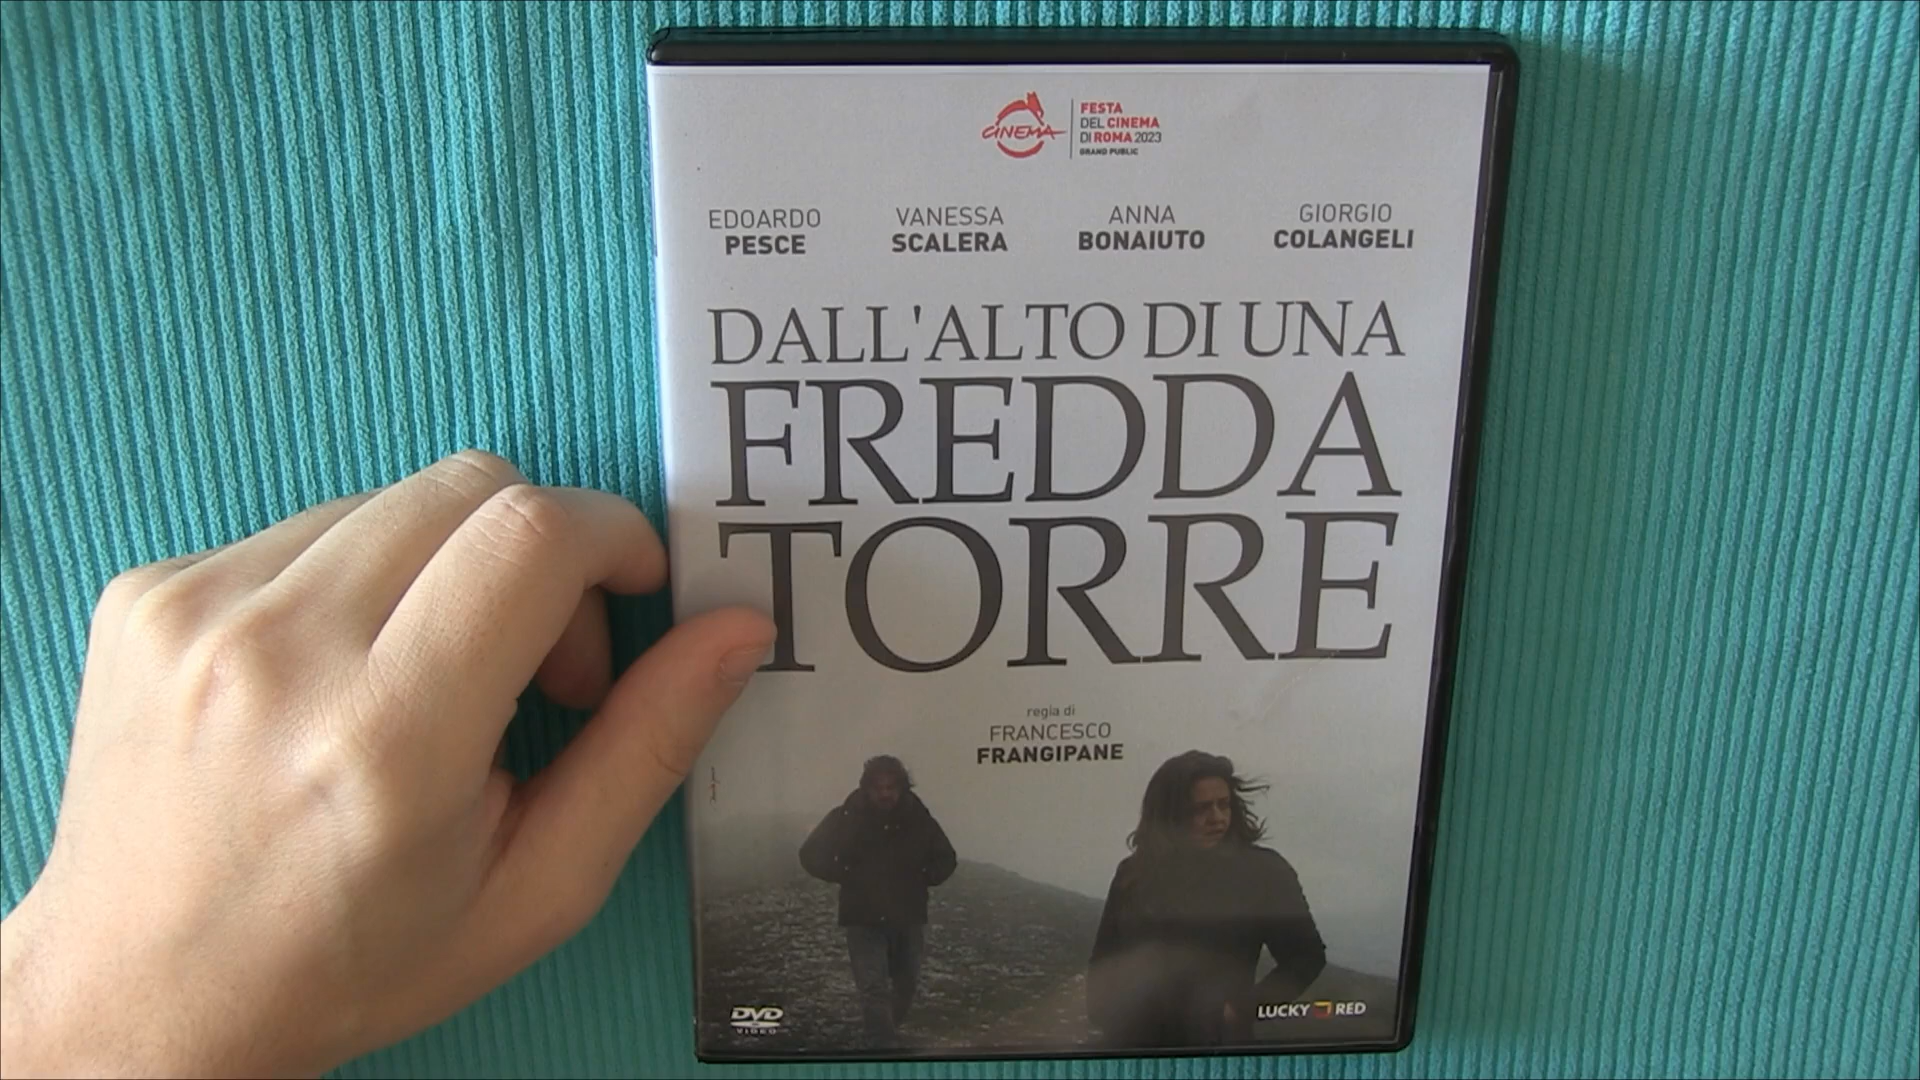 CINEMA
FESTA
DEL CINEMA
DI ROMA 2023
GRAND PUBLIC
EDOARDO
PESCE
VANESSA
SCALERA
ANNA
BONAIUTO
GIORGIO
COLANGELI
DALL'ALTO DI UNA
FREDDA
TORRE
regia di
FRANCESCO
FRANGIPANE
DVD
VIDEO
LUCKY RED